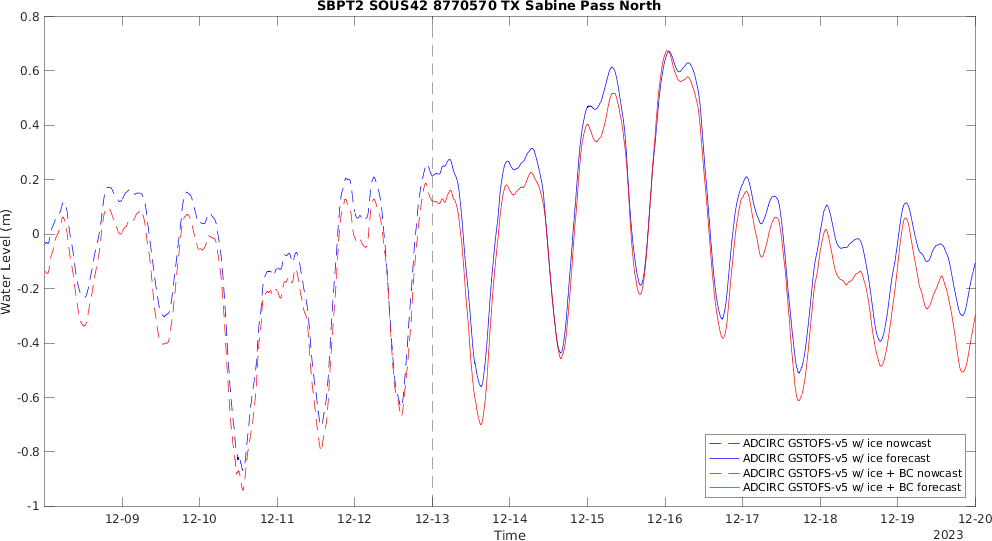 SBPT2 SOUS42 8770570 TX Sabine Pass North
0.8
0.6
0.4
0.2
0
-0.2
-0.4
-0.6
-0.8
-1
Water Level (m)
12-09 12-10 12-11 12-12 12-13 12-14 12-15 12-16 12-17 12-18 12-19 12-20
Time
2023
ADCIRC GSTOFS-v5 w/ ice nowcast
ADCIRC GSTOFS-v5 w/ ice forecast
ADCIRC GSTOFS-v5 w/ ice + BC nowcast
ADCIRC GSTOFS-v5 w/ ice + BC forecast